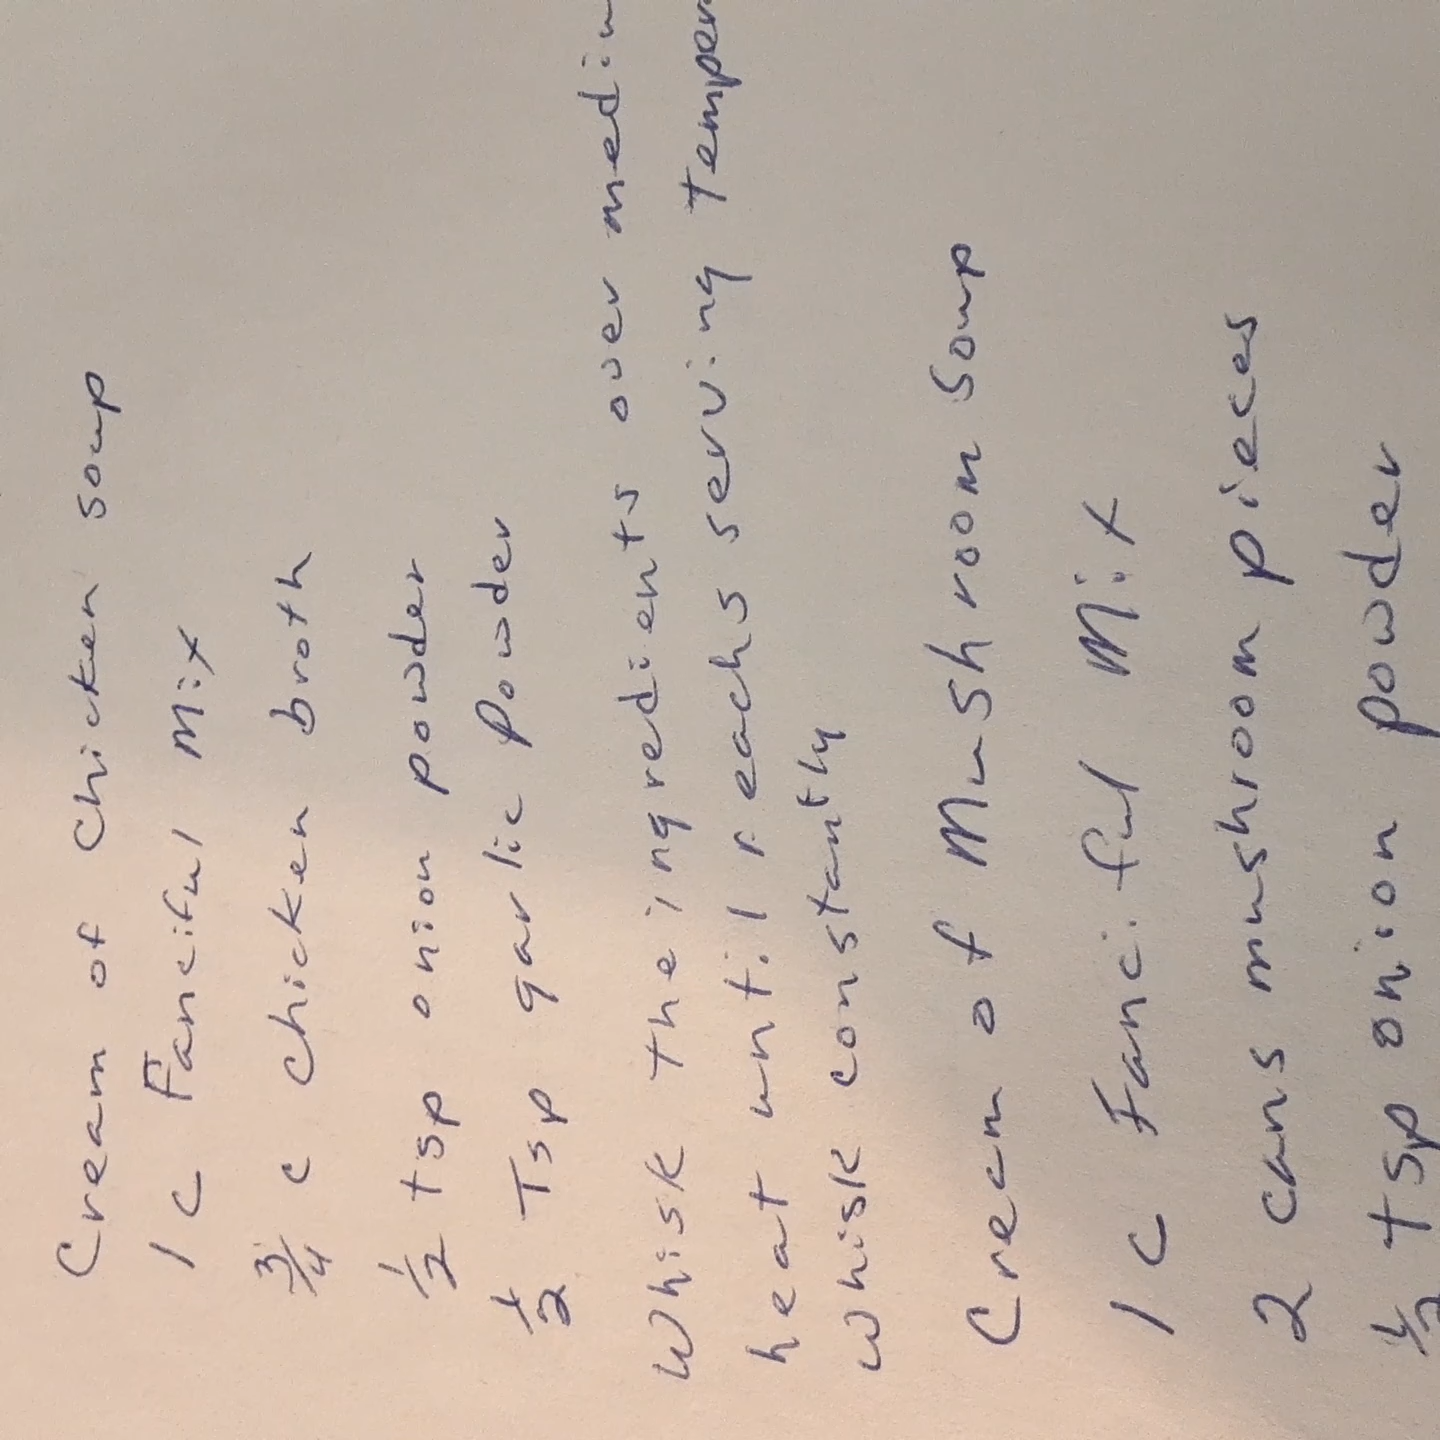 Cream of Chicken soup
1 c Fanciful Mix
3/4 c Chicken broth
1/2 tsp onion powder
1/2 Tsp garlic Powder
Whisk the ingredients over mediu
heat until reachs serving temper
whisk constantly
Cream of Mushroom Soup
1 c Fanciful Mix
2 cans mushroom pieces
1/2 tsp onion powder